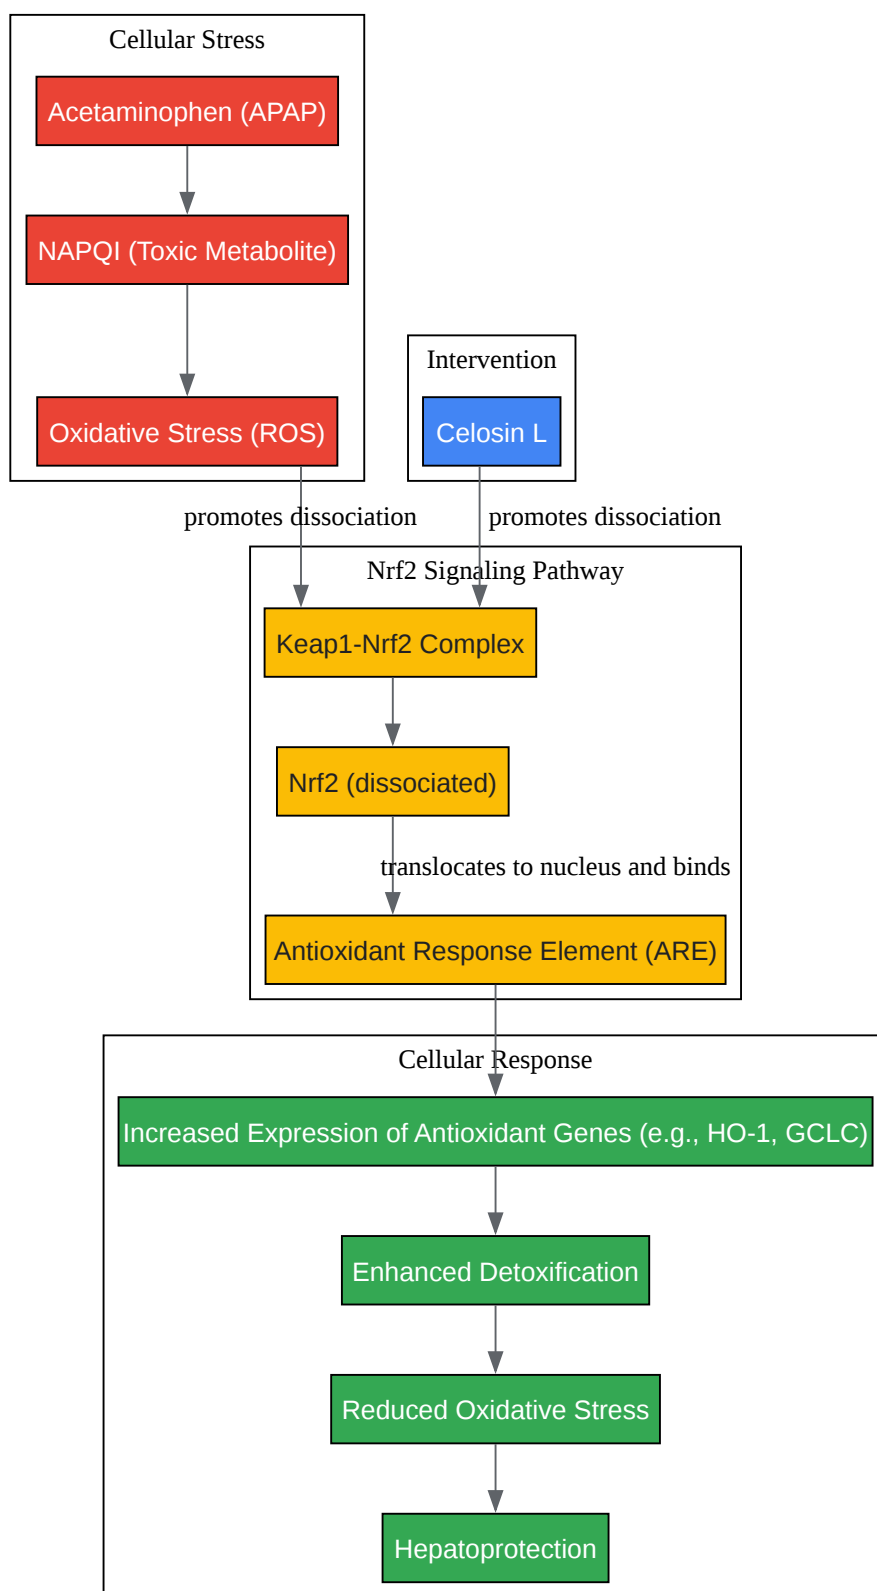 Cellular Stress
Acetaminophen (APAP)
NAPQI (Toxic Metabolite)
Oxidative Stress (ROS)
Intervention
Celosin L
promotes dissociation
promotes dissociation
Nrf2 Signaling Pathway
Keap1-Nrf2 Complex
Nrf2 (dissociated)
translocates to nucleus and binds
Antioxidant Response Element (ARE)
Cellular Response
Increased Expression of Antioxidant Genes (e.g., HO-1, GCLC)
Enhanced Detoxification
Reduced Oxidative Stress
Hepatoprotection